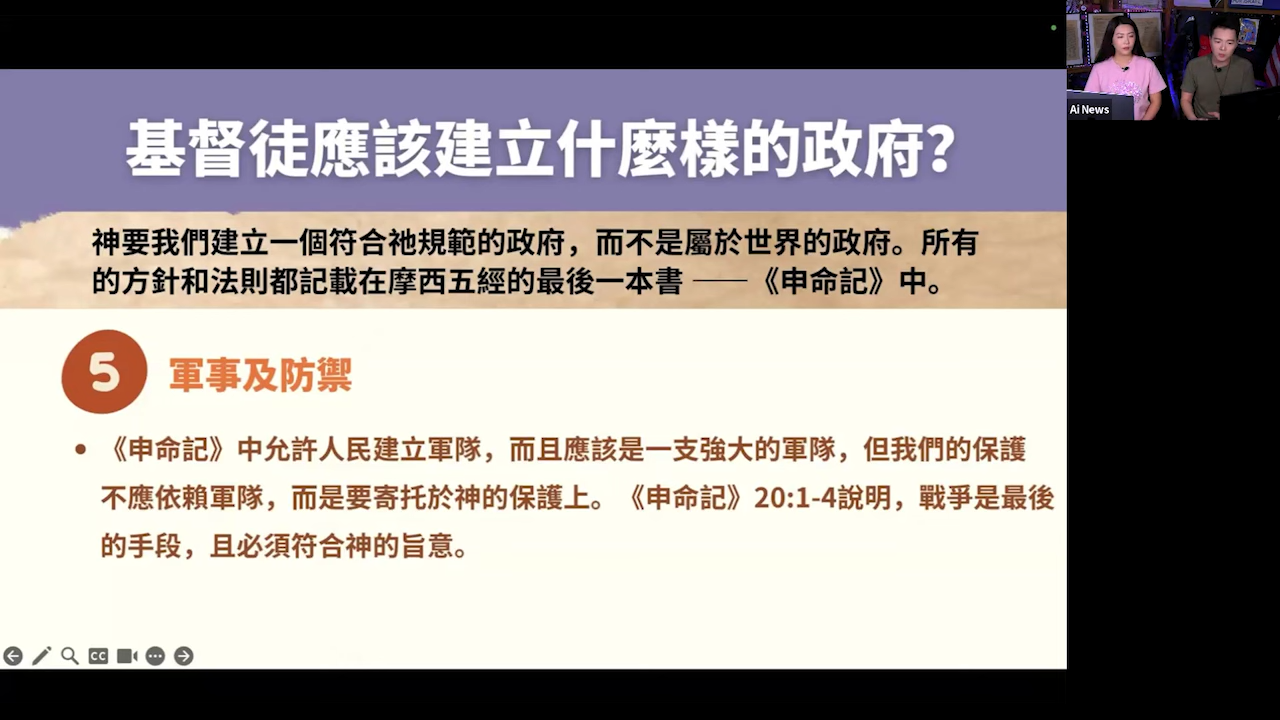 基督徒應該建立什麼樣的政府?
神要我們建立一個符合祂規範的政府，而不是屬於世界的政府。所有
的方針和法則都記載在摩西五經的最後一本書 ——《申命記》中。
5
軍事及防禦
• 《申命記》中允許人民建立軍隊，而且應該是一支強大的軍隊，但我們的保護
不應依賴軍隊，而是要寄托於神的保護上。《申命記》20:1-4說明，戰爭是最後
的手段，且必須符合神的旨意。
CC
Ai News